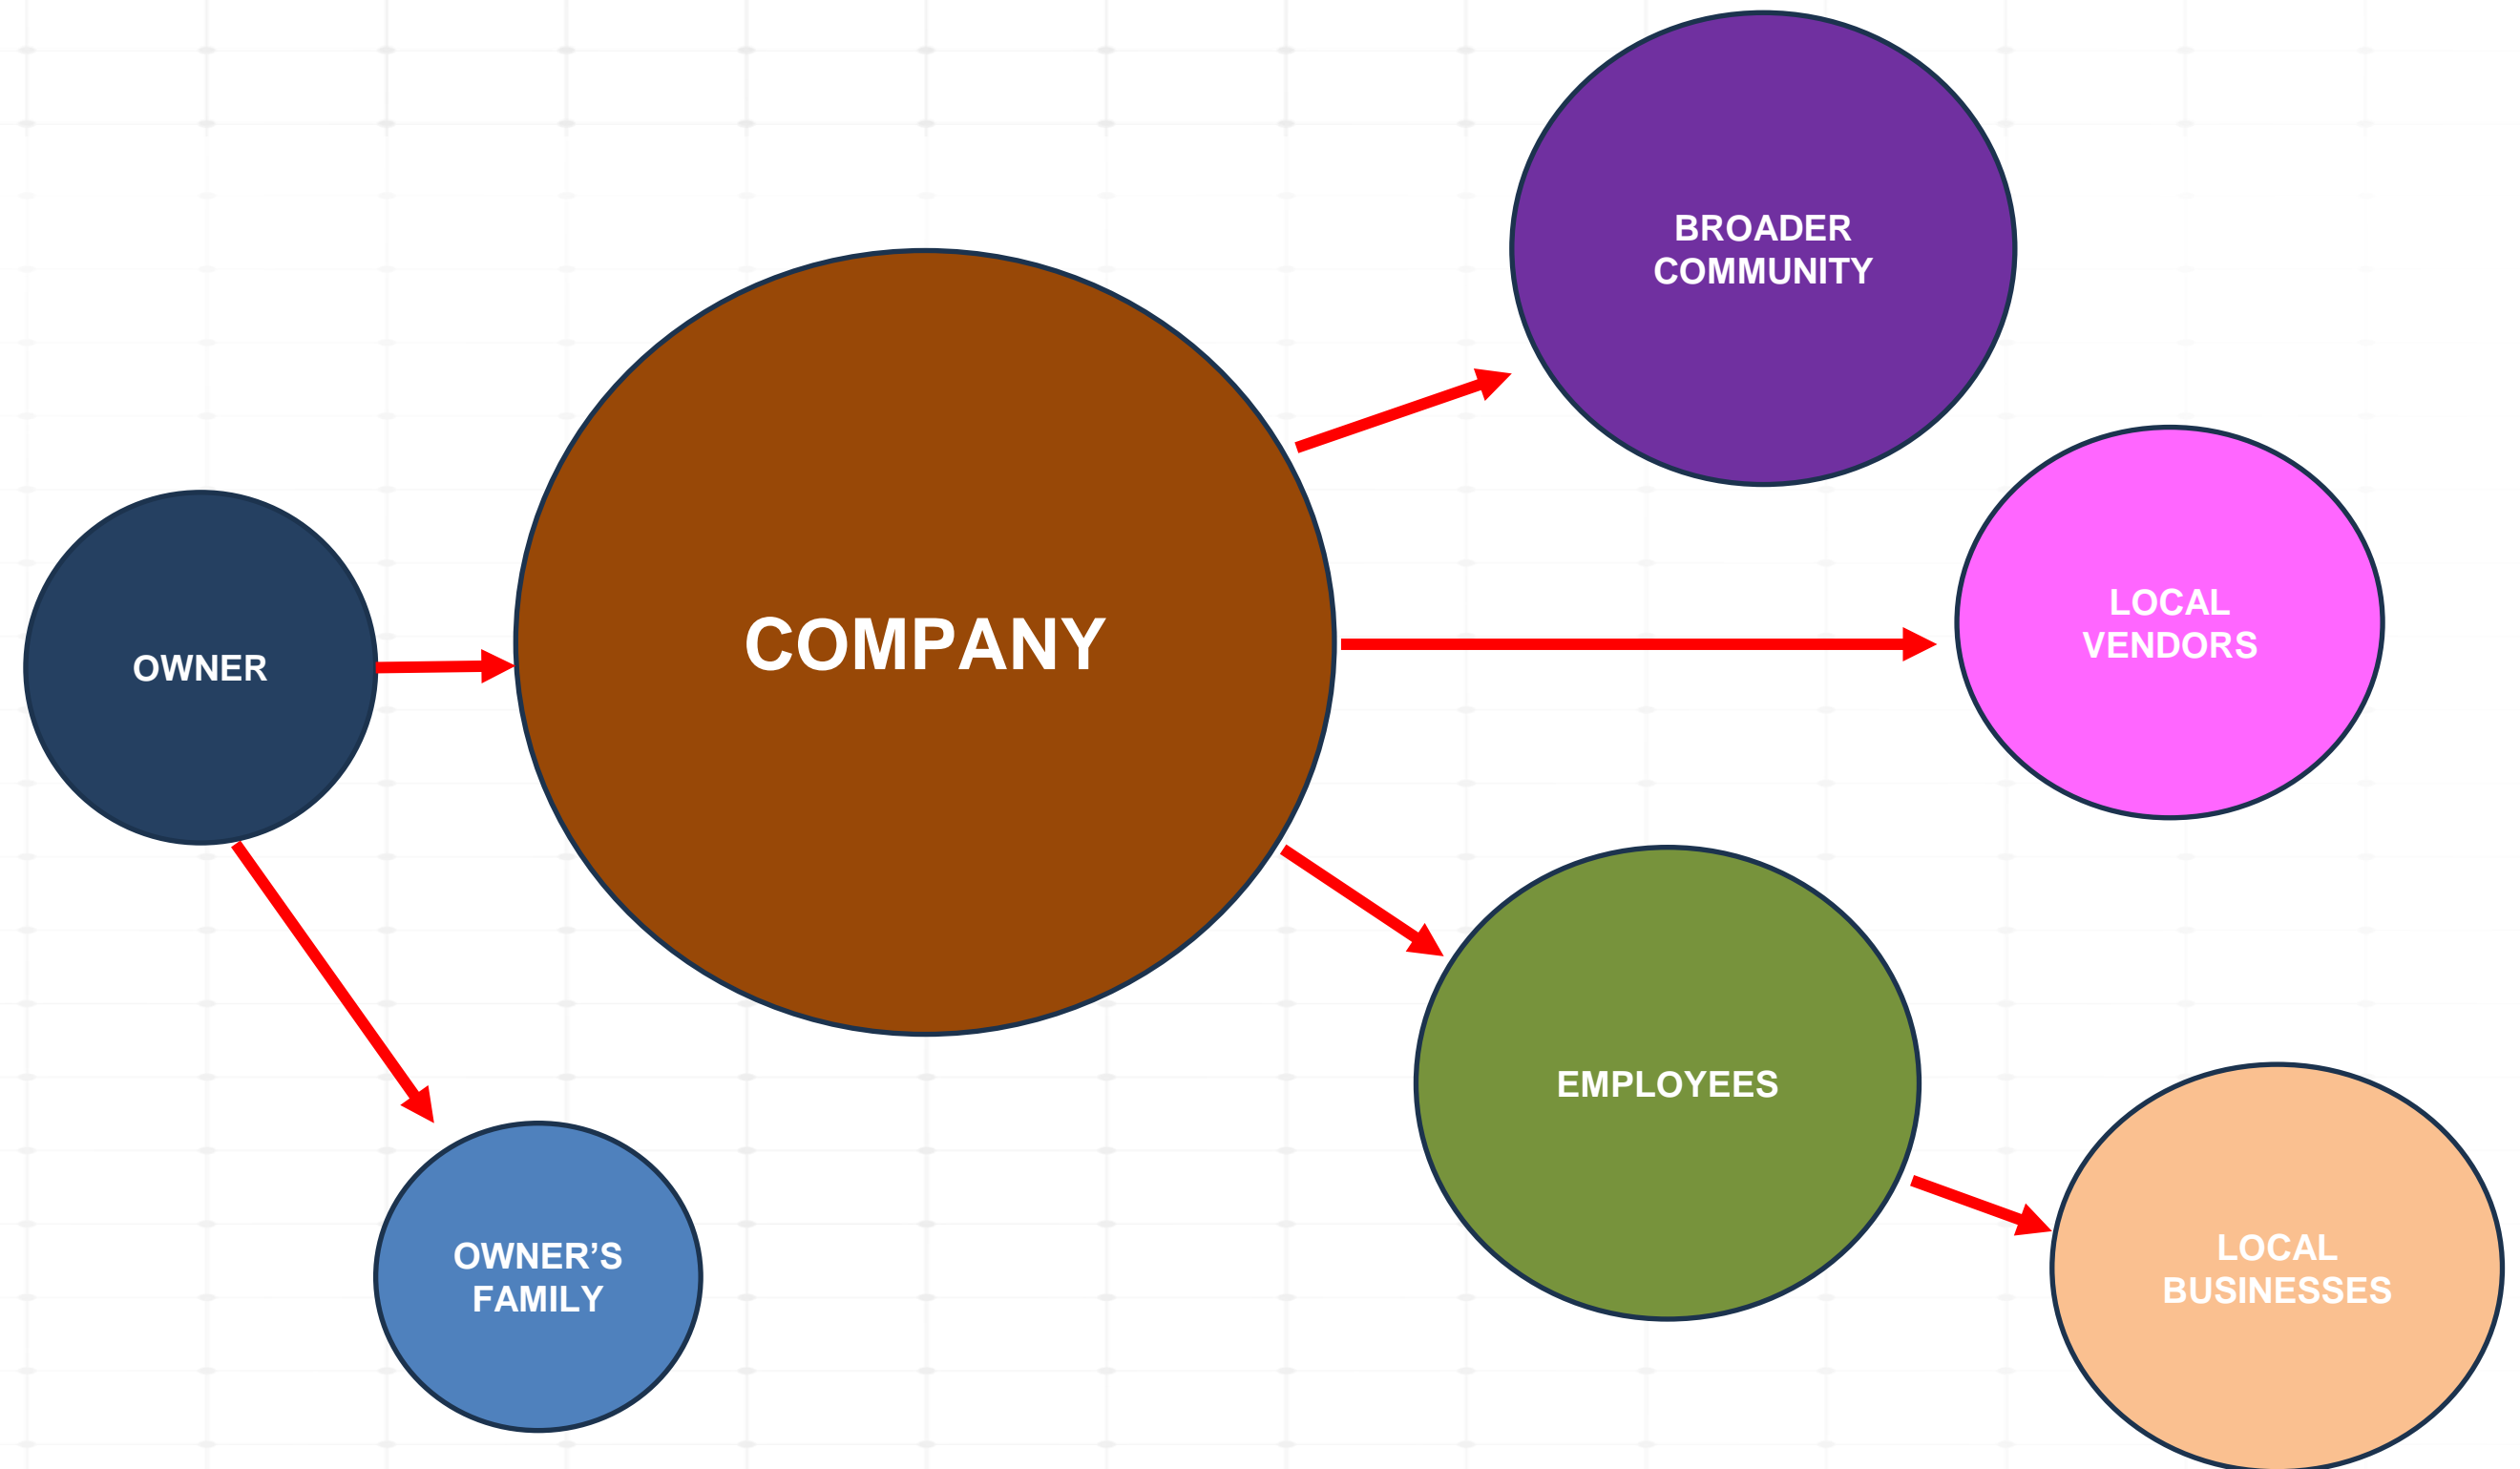 BROADER
COMMUNITY
LOCAL
VENDORS
COMPANY
OWNER
EMPLOYEES
OWNER’S
FAMILY
LOCAL
BUSINESSES